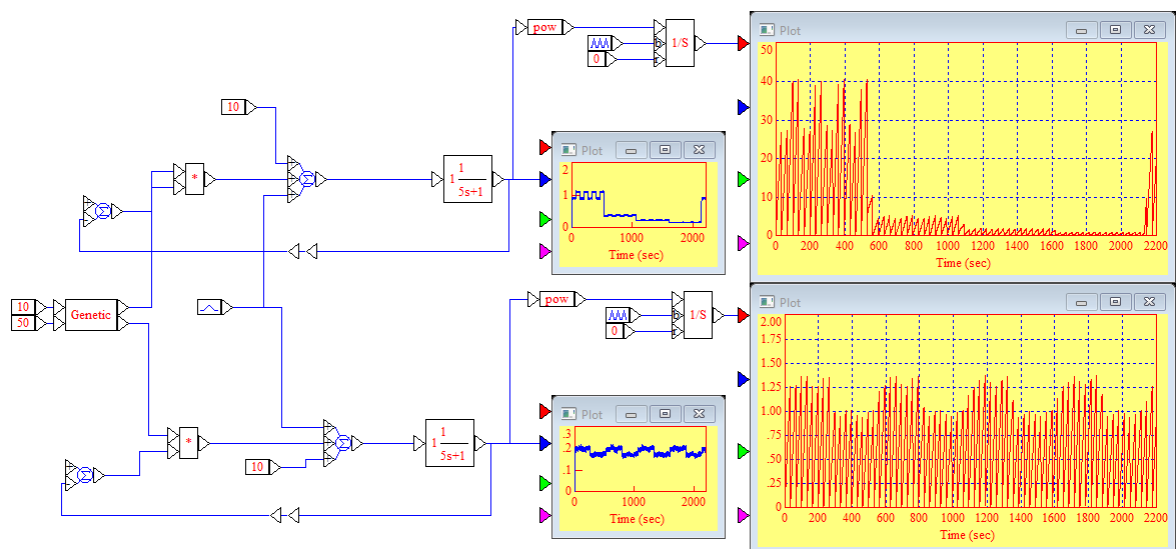 pow
1/S
b
0
r
Plot
50
40
30
20
10
0
0 200 400 600 800 1000 1200 1400 1600 1800 2000 2200
Time (sec)
10
*
+
+
+
Σ
1
1
5s+1
+
-
Σ
Plot
2
1
0
0 1000 2000
Time (sec)
10
50
Genetic
pow
1/S
b
0
r
Plot
2.00
1.75
1.50
1.25
1.00
.75
.50
.25
0
0 200 400 600 800 1000 1200 1400 1600 1800 2000 2200
Time (sec)
*
+
+
+
Σ
10
1
1
5s+1
+
-
Σ
Plot
.3
.2
.1
0
0 1000 2000
Time (sec)